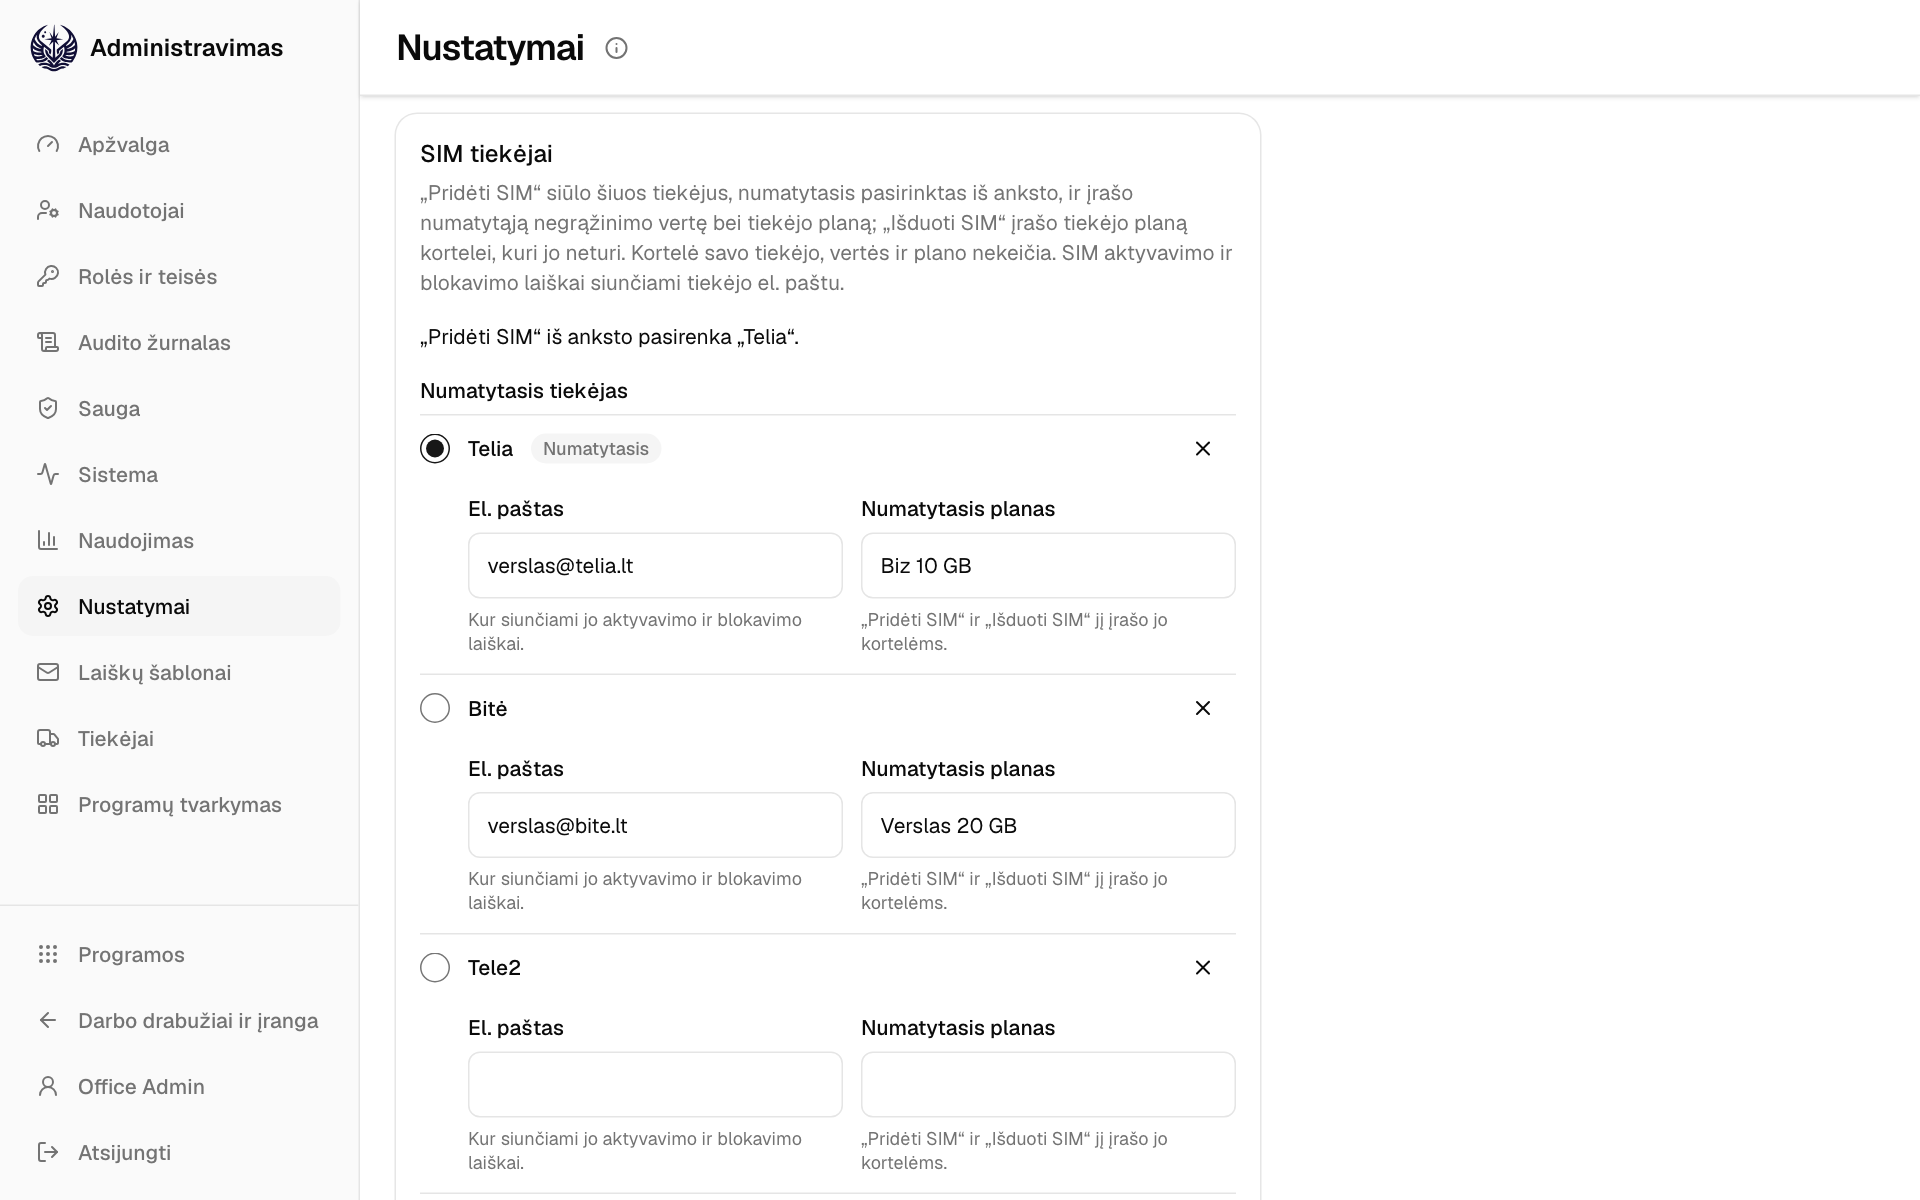 Administravimas
Apžvalga
Naudotojai
Rolės ir teisės
Audito žurnalas
Sauga
Sistema
Naudojimas
Nustatymai
Laiškų šablonai
Tiekėjai
Programų tvarkymas
Programos
Darbo drabužiai ir įranga
Office Admin
Atsijungti
Nustatymai
SIM tiekėjai
„Pridėti SIM“ siūlo šiuos tiekėjus, numatytasis pasirinktas iš anksto, ir įrašo
numatytąją negrąžinimo vertę bei tiekėjo planą; „Išduoti SIM“ įrašo tiekėjo planą
kortelei, kuri jo neturi. Kortelė savo tiekėjo, vertės ir plano nekeičia. SIM aktyvavimo ir
blokavimo laiškai siunčiami tiekėjo el. paštu.
„Pridėti SIM“ iš anksto pasirenka „Telia“.
Numatytasis tiekėjas
Telia Numatytasis
El. paštas Numatytasis planas
verslas@telia.lt Biz 10 GB
Kur siunčiami jo aktyvavimo ir blokavimo „Pridėti SIM“ ir „Išduoti SIM“ jį įrašo jo
laiškai. kortelėms.
Bitė
El. paštas Numatytasis planas
verslas@bite.lt Verslas 20 GB
Kur siunčiami jo aktyvavimo ir blokavimo „Pridėti SIM“ ir „Išduoti SIM“ jį įrašo jo
laiškai. kortelėms.
Tele2
El. paštas Numatytasis planas
Kur siunčiami jo aktyvavimo ir blokavimo „Pridėti SIM“ ir „Išduoti SIM“ jį įrašo jo
laiškai. kortelėms.